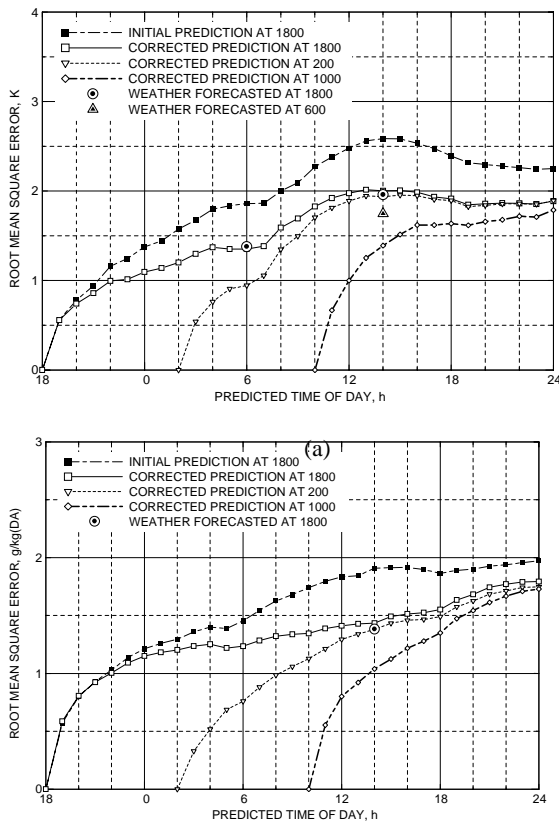 4
INITIAL PREDICTION AT 1800
CORRECTED PREDICTION AT 1800
CORRECTED PREDICTION AT 200
CORRECTED PREDICTION AT 1000
WEATHER FORECASTED AT 1800
WEATHER FORECASTED AT 600
3
2
1
0
ROOT MEAN SQUARE ERROR, K
18 0 6 12 18 24
PREDICTED TIME OF DAY, h
(a)
3
INITIAL PREDICTION AT 1800
CORRECTED PREDICTION AT 1800
CORRECTED PREDICTION AT 200
CORRECTED PREDICTION AT 1000
WEATHER FORECASTED AT 1800
2
1
0
ROOT MEAN SQUARE ERROR, g/kg(DA)
18 0 6 12 18 24
PREDICTED TIME OF DAY, h